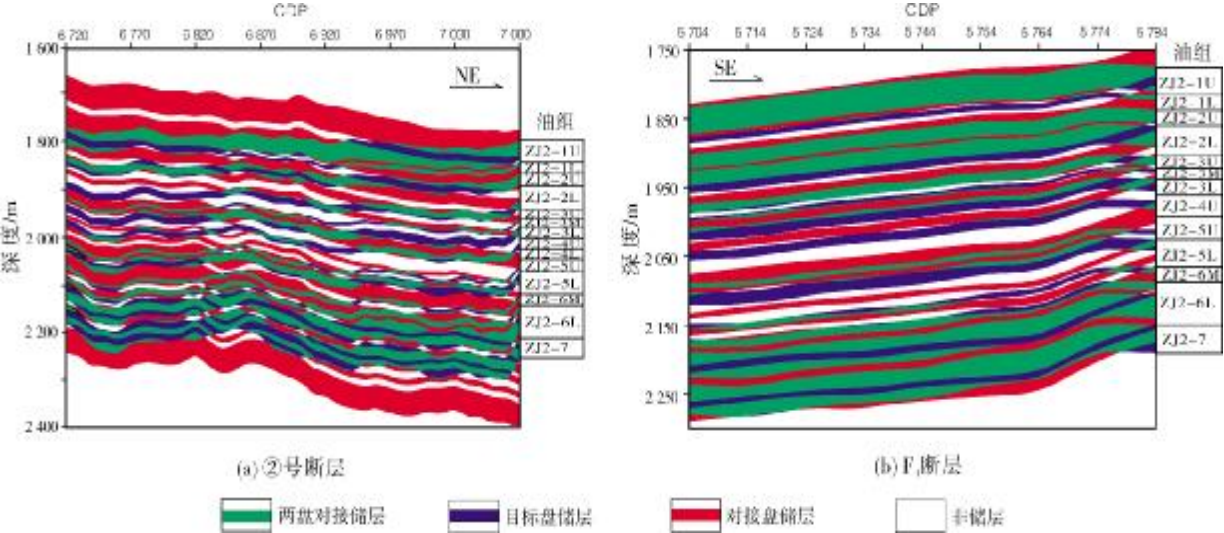 CDP
6 720 6 770 6 820 6 870 6 920 6 970 7 000 7 000
1 600
1 800
2 000
2 200
2 400
深度/m
NE
油组
ZJ2-1U
ZJ2-1L
ZJ2-2U
ZJ2-2L
ZJ2-5U
ZJ2-5L
ZJ2-6M
ZJ2-6L
ZJ2-7
(a)②号断层
CDP
5 704 5 714 5 724 5 734 5 744 5 754 5 764 5 774 5 784
1 750
1 850
1 950
2 050
2 150
2 250
深度/m
SE
油组
ZJ2-1U
ZJ2-1L
ZJ2-2U
ZJ2-2L
ZJ2-3U
ZJ2-3M
ZJ2-3L
ZJ2-4U
ZJ2-5U
ZJ2-5L
ZJ2-6M
ZJ2-6L
ZJ2-7
(b)F₁断层
两盘对接储层 目标盘储层 对接盘储层 非储层